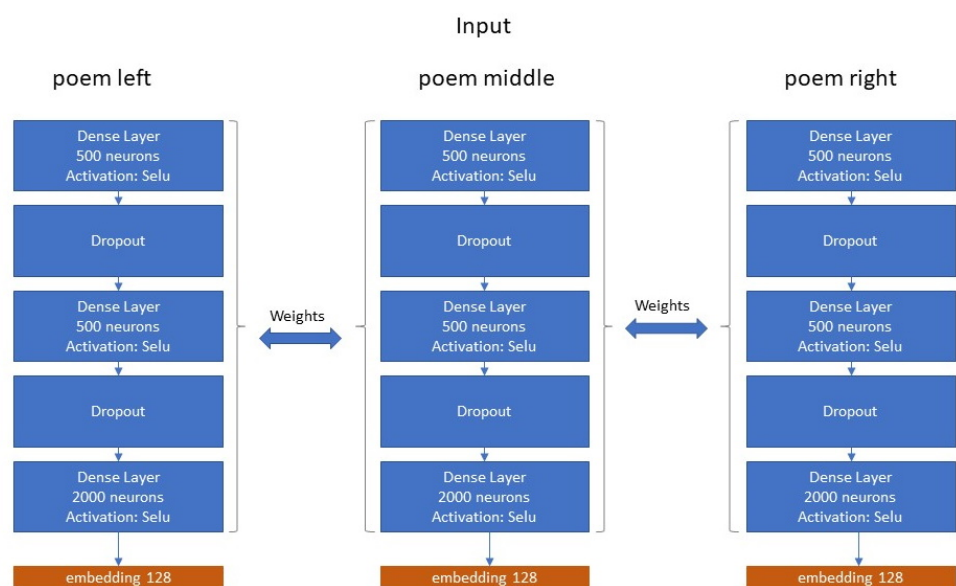 Input
poem left
poem middle
poem right
Dense Layer
500 neurons
Activation: Selu
Dropout
Dense Layer
500 neurons
Activation: Selu
Dropout
Dense Layer
2000 neurons
Activation: Selu
embedding 128
Weights
Dense Layer
500 neurons
Activation: Selu
Dropout
Dense Layer
500 neurons
Activation: Selu
Dropout
Dense Layer
2000 neurons
Activation: Selu
embedding 128
Weights
Dense Layer
500 neurons
Activation: Selu
Dropout
Dense Layer
500 neurons
Activation: Selu
Dropout
Dense Layer
2000 neurons
Activation: Selu
embedding 128